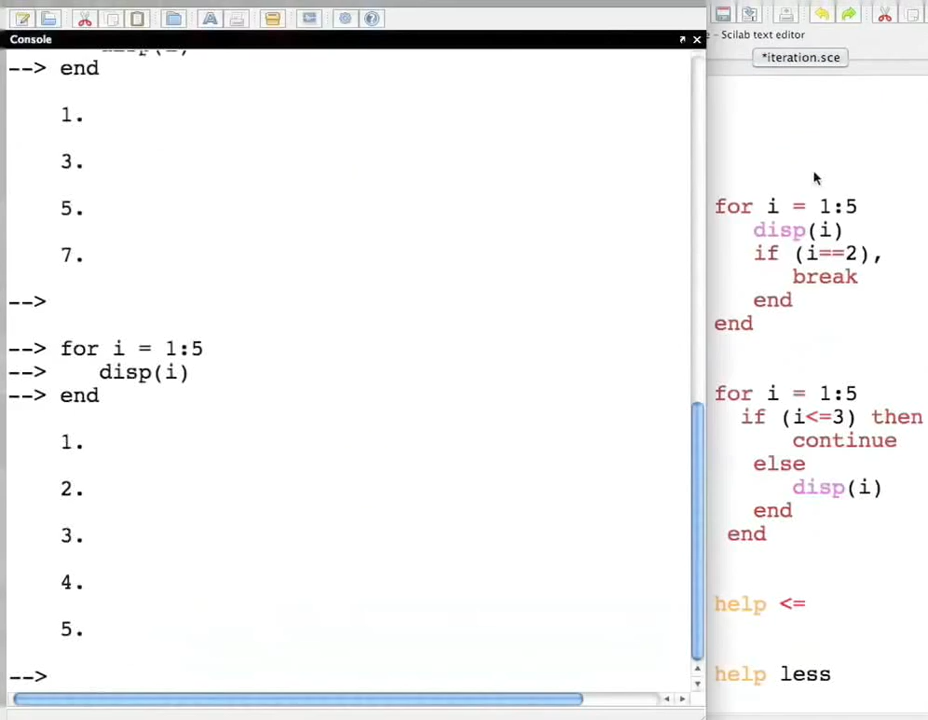 Console
--> end
1.
3.
5.
7.
-->
--> for i = 1:5
--> disp(i)
--> end
1.
2.
3.
4.
5.
-->
- Scilab text editor
*iteration.sce
for i = 1:5
disp(i)
if (i==2),
break
end
end
for i = 1:5
if (i<=3) then
continue
else
disp(i)
end
end
help <=
help less